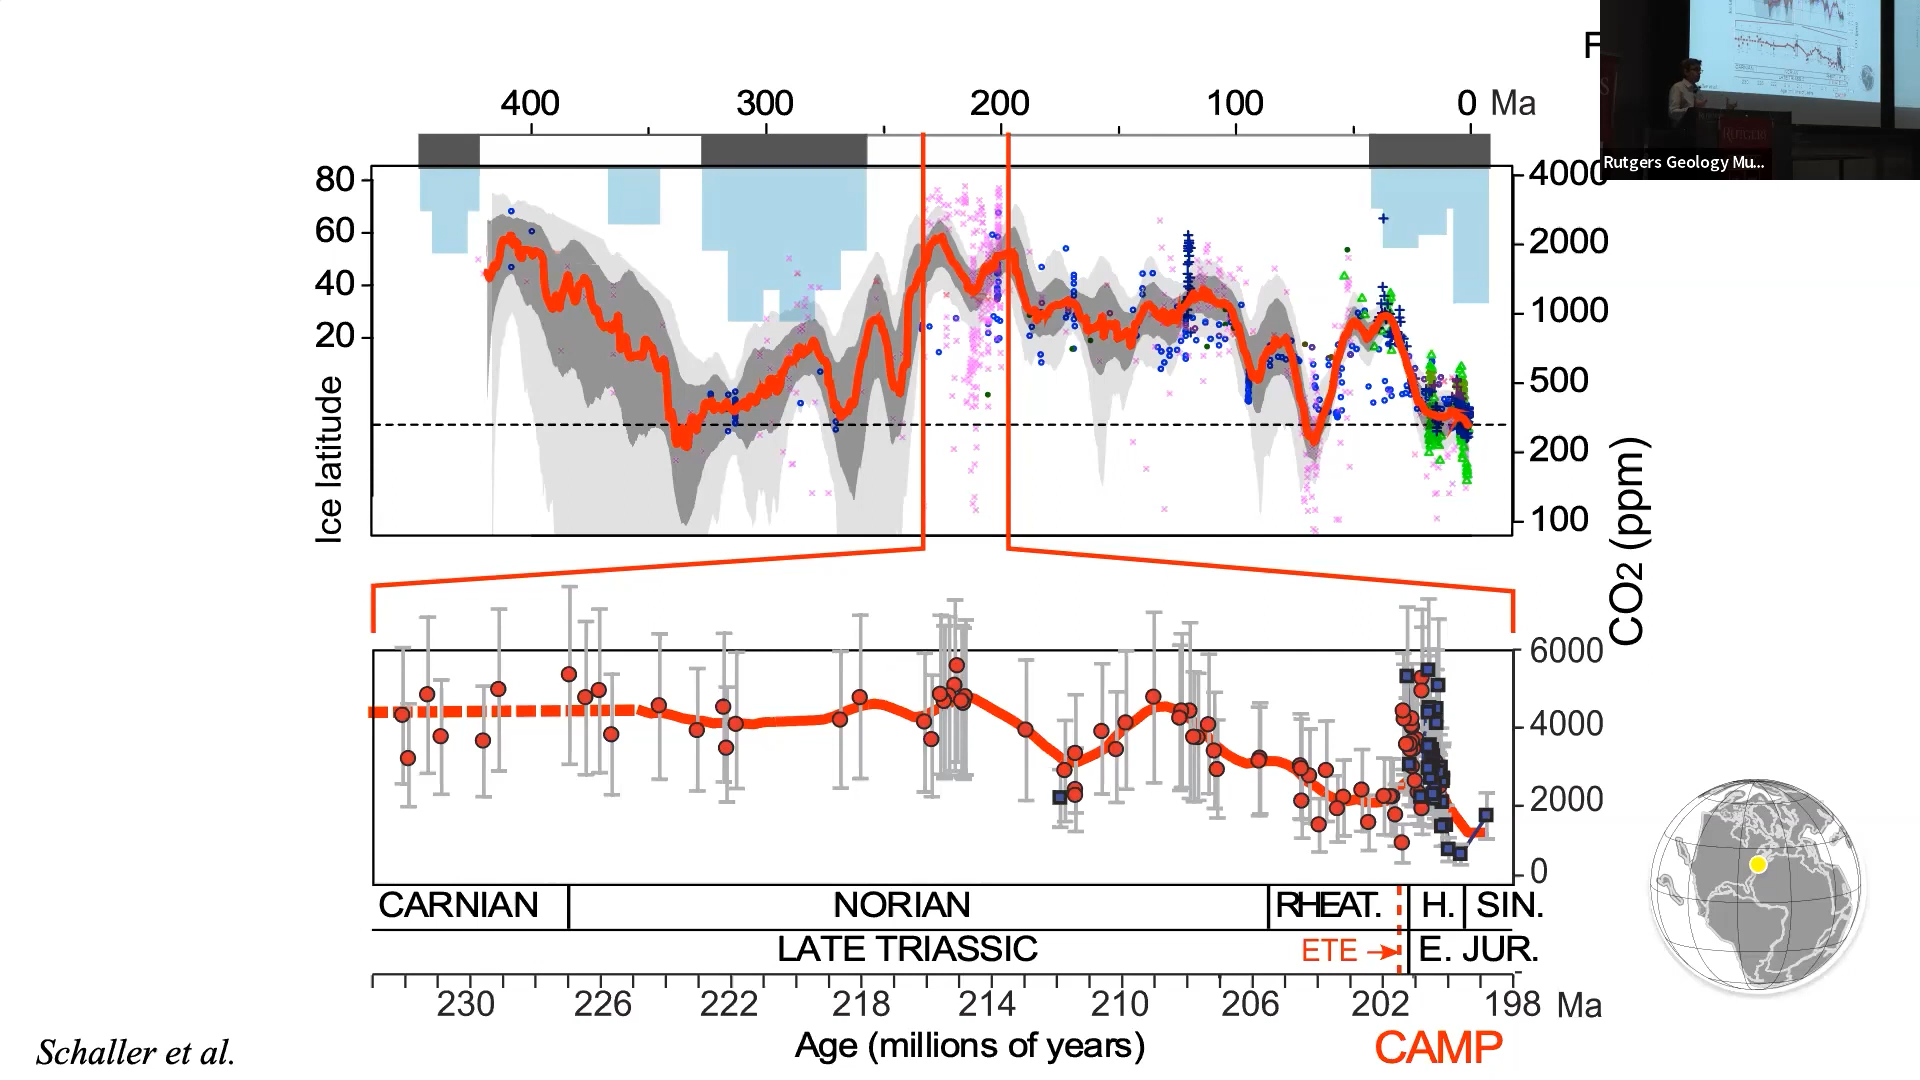 400 300 200 100 0 Ma
F
RUTGERS
Rutgers Geology Mu...
80
60
40
20
Ice latitude
4000
2000
1000
500
200
100
CO2 (ppm)
6000
4000
2000
0
CARNIAN NORIAN RHEAT. H. SIN.
LATE TRIASSIC ETE E. JUR.
230 226 222 218 214 210 206 202 198 Ma
Age (millions of years)
CAMP
Schaller et al.